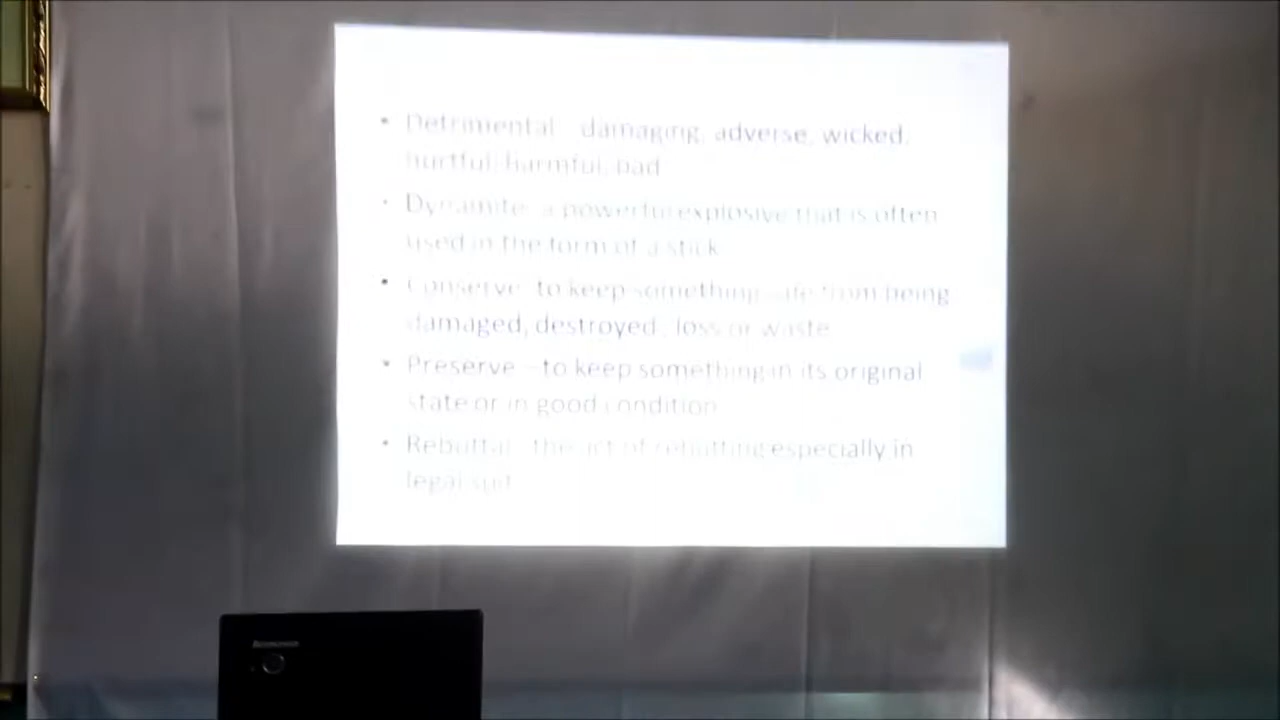 • Detrimental - damaging, adverse, wicked,
hurtful, harmful, bad
• Dynamite- a powerful explosive that is often
used in the form of a stick
• Conserve- to keep something safe from being
damaged, destroyed , loss or waste
• Preserve – to keep something in its original
state or in good condition
• Rebuttal - the act of rebutting especially in
legal suit